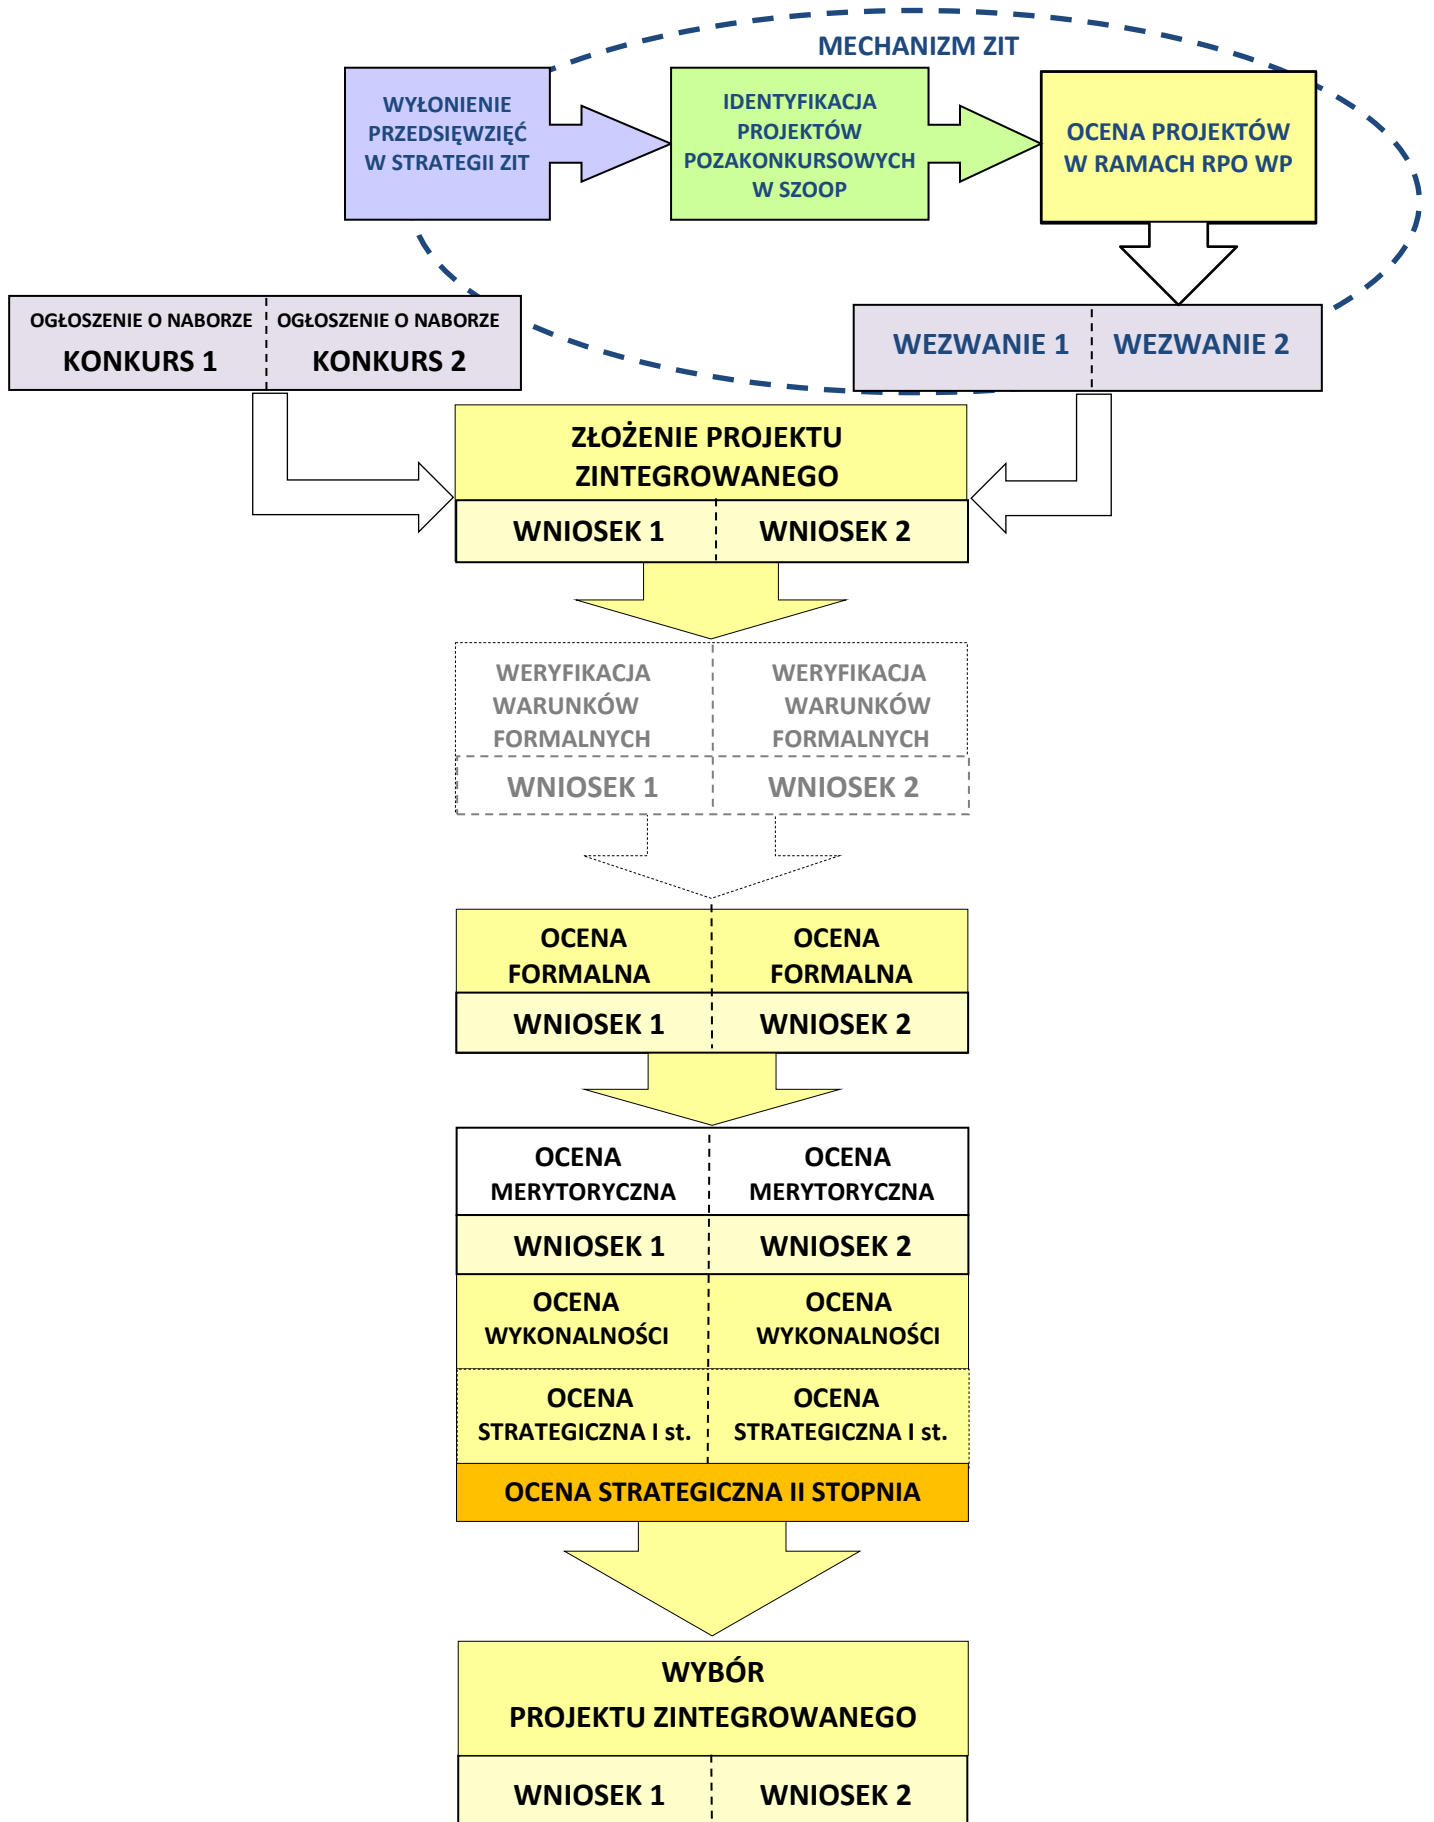 MECHANIZM ZIT
WYŁONIENIE
PRZEDSIĘWZIĘĆ
W STRATEGII ZIT
IDENTYFIKACJA
PROJEKTÓW
POZAKONKURSOWYCH
W SZOOP
OCENA PROJEKTÓW
W RAMACH RPO WP
OGŁOSZENIE O NABORZE
KONKURS 1
OGŁOSZENIE O NABORZE
KONKURS 2
WEZWANIE 1
WEZWANIE 2
ZŁOŻENIE PROJEKTU
ZINTEGROWANEGO
WNIOSEK 1
WNIOSEK 2
WERYFIKACJA
WARUNKÓW
FORMALNYCH
WNIOSEK 1
WERYFIKACJA
WARUNKÓW
FORMALNYCH
WNIOSEK 2
OCENA
FORMALNA
WNIOSEK 1
OCENA
FORMALNA
WNIOSEK 2
OCENA
MERYTORYCZNA
WNIOSEK 1
OCENA
MERYTORYCZNA
WNIOSEK 2
OCENA
WYKONALNOŚCI
OCENA
WYKONALNOŚCI
OCENA
STRATEGICZNA I st.
OCENA
STRATEGICZNA I st.
OCENA STRATEGICZNA II STOPNIA
WYBÓR
PROJEKTU ZINTEGROWANEGO
WNIOSEK 1
WNIOSEK 2